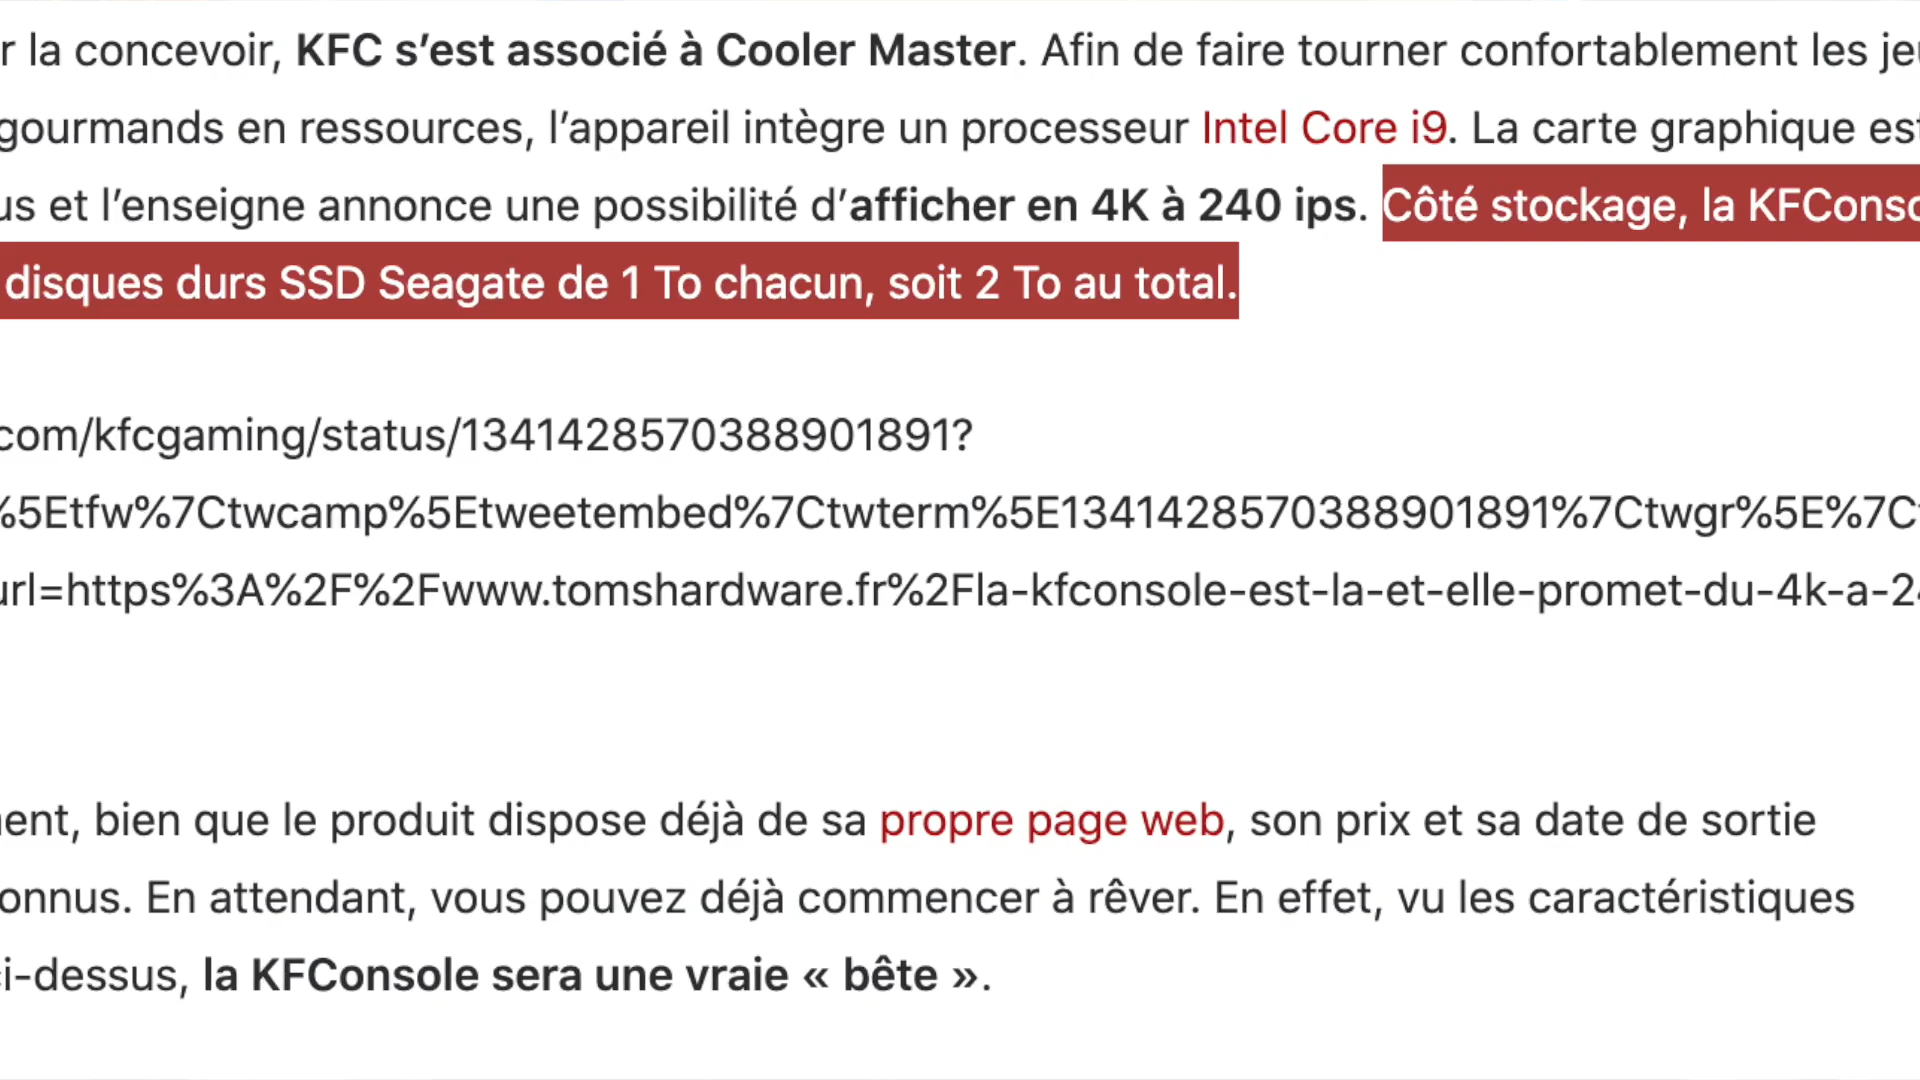 la concevoir, KFC s’est associé à Cooler Master. Afin de faire tourner confortablement les
gourmands en ressources, l’appareil intègre un processeur Intel Core i9. La carte graphique
et l’enseigne annonce une possibilité d’afficher en 4K à 240 ips. Côté stockage, la
disques durs SSD Seagate de 1 To chacun, soit 2 To au total.
com/kfcgaming/status/1341428570388901891?
%5Etfw%7Ctwcamp%5Etweetembed%7Ctwterm%5E1341428570388901891%7Ctwgr%5E%7C
url=https%3A%2F%2Fwww.tomshardware.fr%2Fla-kfconsole-est-la-et-elle-promet-du-4k-a-2
bien que le produit dispose déjà de sa propre page web, son prix et sa date de sortie
En attendant, vous pouvez déjà commencer à rêver. En effet, vu les caractéristiques
ci-dessus, la KFConsole sera une vraie « bête ».